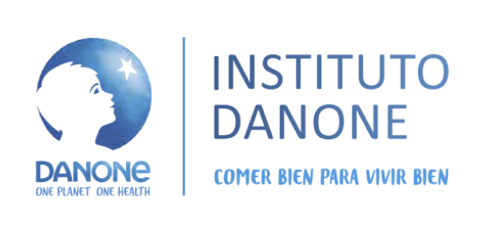 DANONE
ONE PLANET ONE HEALTH
INSTITUTO
DANONE
COMER BIEN PARA VIVIR BIEN